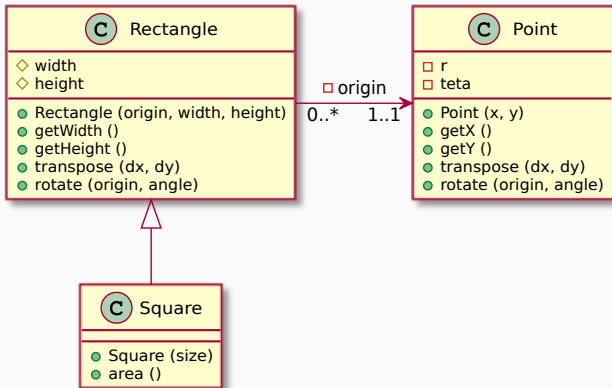 C Rectangle
width
height
Rectangle (origin, width, height)
getWidth ()
getHeight ()
transpose (dx, dy)
rotate (origin, angle)
origin
0..* 1..1
C Point
r
teta
Point (x, y)
getX ()
getY ()
transpose (dx, dy)
rotate (origin, angle)
C Square
Square (size)
area ()